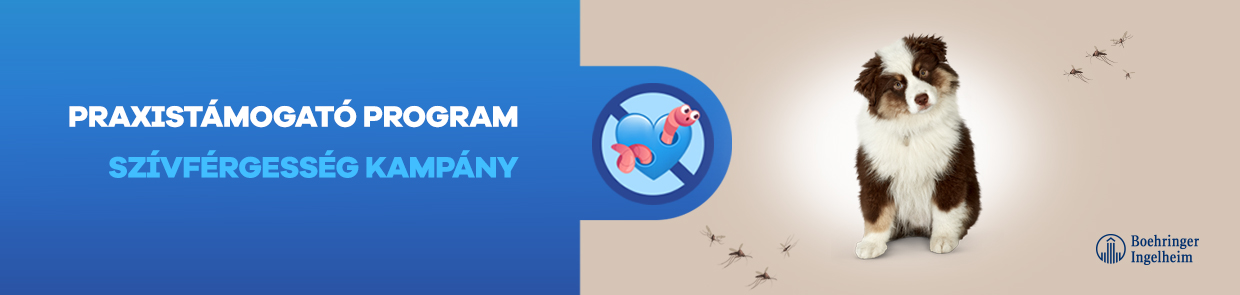 PRAXISTÁMOGATÓ PROGRAM
SZÍVFÉRGESSÉG KAMPÁNY
Boehringer
Ingelheim